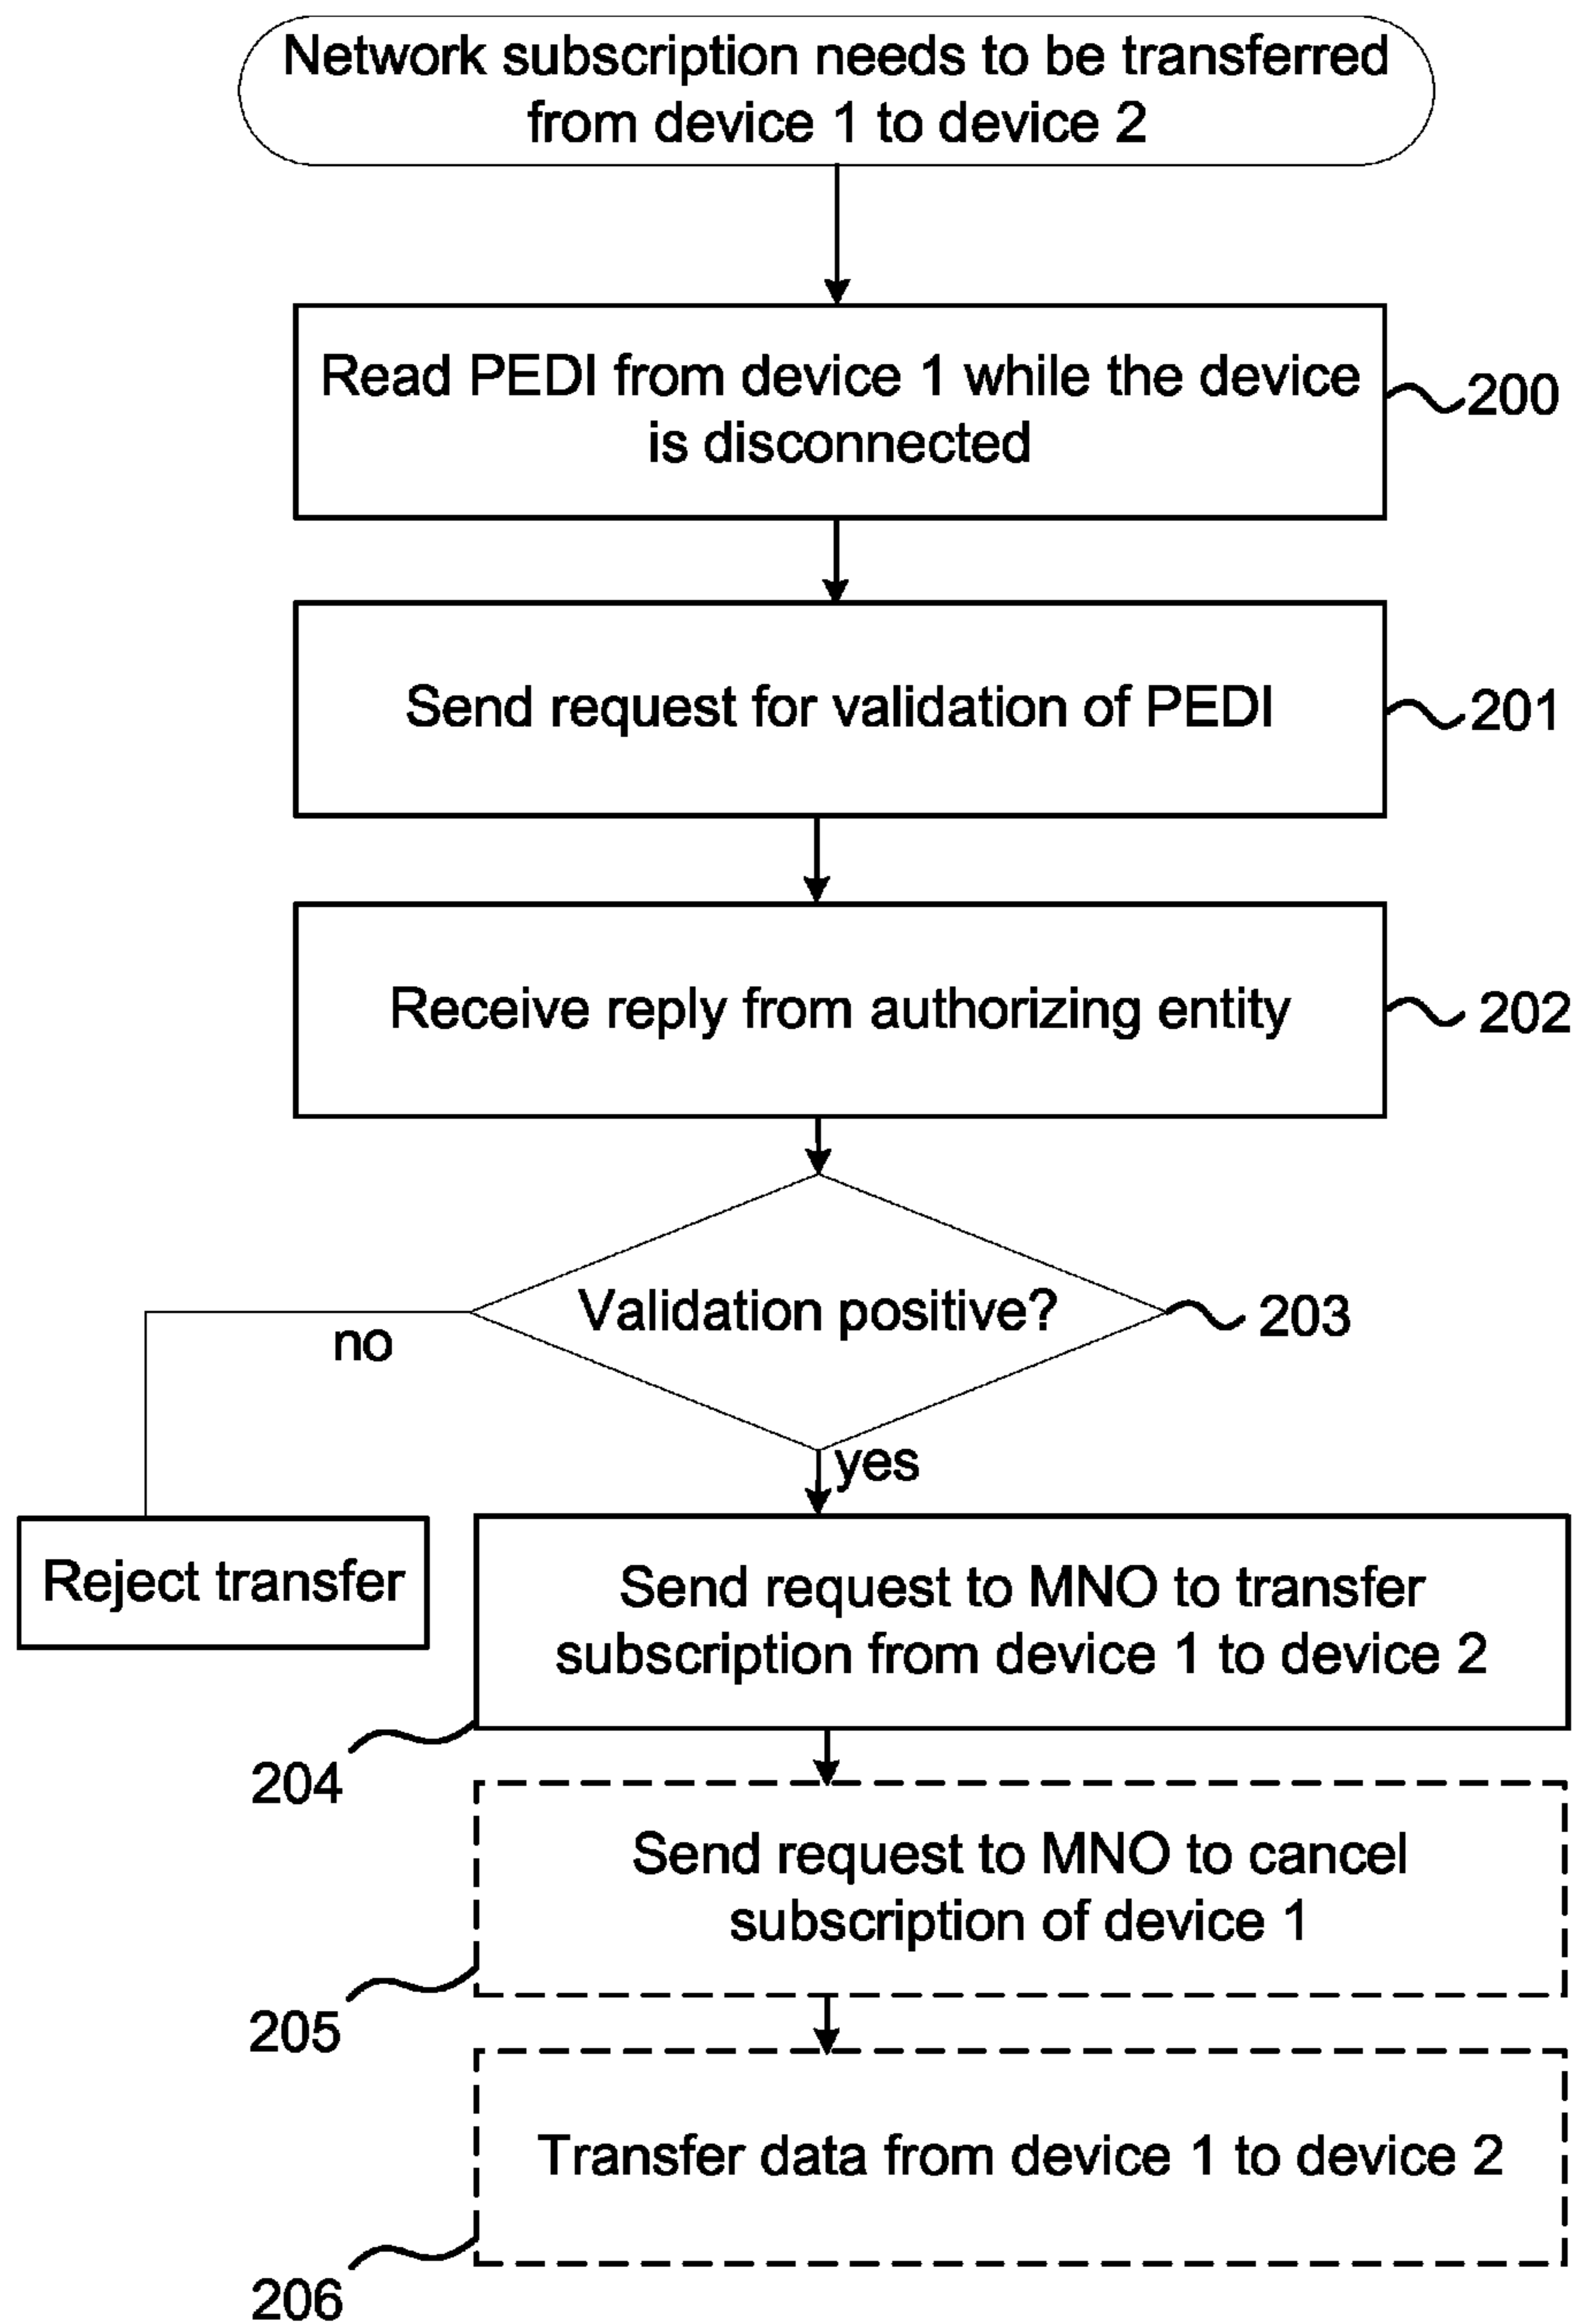 Network subscription needs to be transferred
from device 1 to device 2
Read PEDI from device 1 while the device
is disconnected
200
Send request for validation of PEDI
201
Receive reply from authorizing entity
202
Validation positive?
203
no
yes
Reject transfer
Send request to MNO to transfer
subscription from device 1 to device 2
204
Send request to MNO to cancel
subscription of device 1
205
Transfer data from device 1 to device 2
206